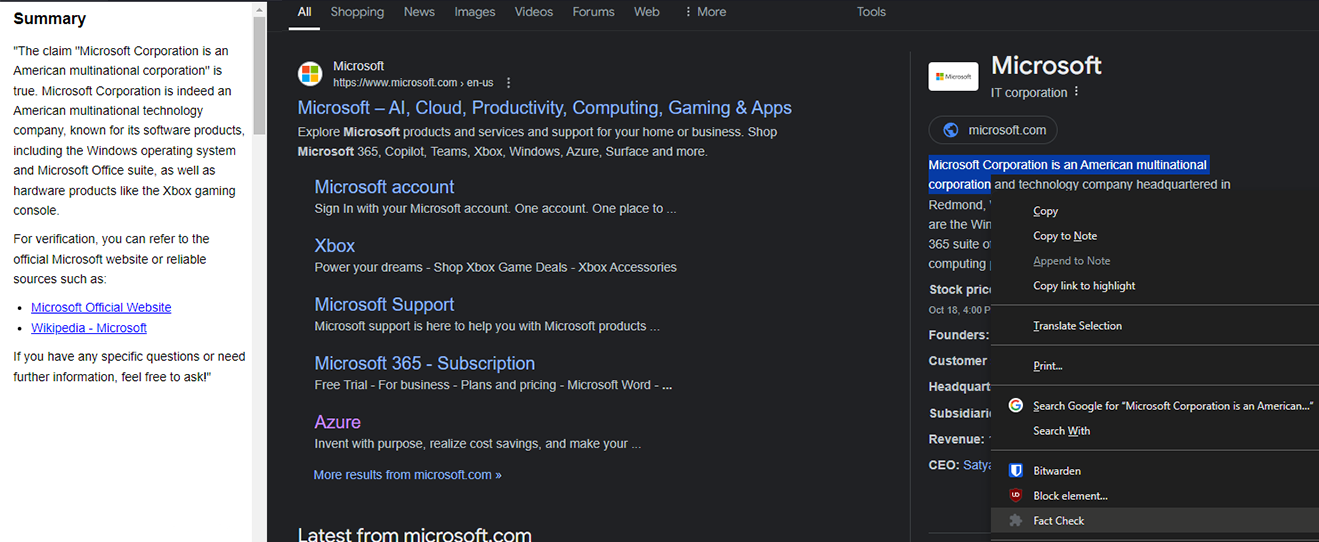 Summary
"The claim "Microsoft Corporation is an
American multinational corporation" is
true. Microsoft Corporation is indeed an
American multinational technology
company, known for its software products,
including the Windows operating system
and Microsoft Office suite, as well as
hardware products like the Xbox gaming
console.
For verification, you can refer to the
official Microsoft website or reliable
sources such as:
• Microsoft Official Website
• Wikipedia - Microsoft
If you have any specific questions or need
further information, feel free to ask!"
All Shopping News Images Videos Forums Web ⋮ More Tools
Microsoft
https://www.microsoft.com › en-us ⋮
Microsoft – AI, Cloud, Productivity, Computing, Gaming & Apps
Explore Microsoft products and services and support for your home or business. Shop
Microsoft 365, Copilot, Teams, Xbox, Windows, Azure, Surface and more.
Microsoft account
Sign In with your Microsoft account. One account. One place to ...
Xbox
Power your dreams - Shop Xbox Game Deals - Xbox Accessories
Microsoft Support
Microsoft support is here to help you with Microsoft products ...
Microsoft 365 - Subscription
Free Trial - For business - Plans and pricing - Microsoft Word - ...
Azure
Invent with purpose, realize cost savings, and make your ...
More results from microsoft.com »
Latest from microsoft.com
Microsoft
Microsoft
IT corporation ⋮
microsoft.com
Microsoft Corporation is an American multinational
corporation and technology company headquartered in
Redmond,
are the Win
365 suite o
computing
Stock pric
Oct 18, 4:00 P
Founders:
Customer
Headquart
Subsidiari
Revenue:
CEO: Satya
Copy
Copy to Note
Append to Note
Copy link to highlight
Translate Selection
Print...
Search Google for “Microsoft Corporation is an American...”
Search With
Bitwarden
Block element...
Fact Check